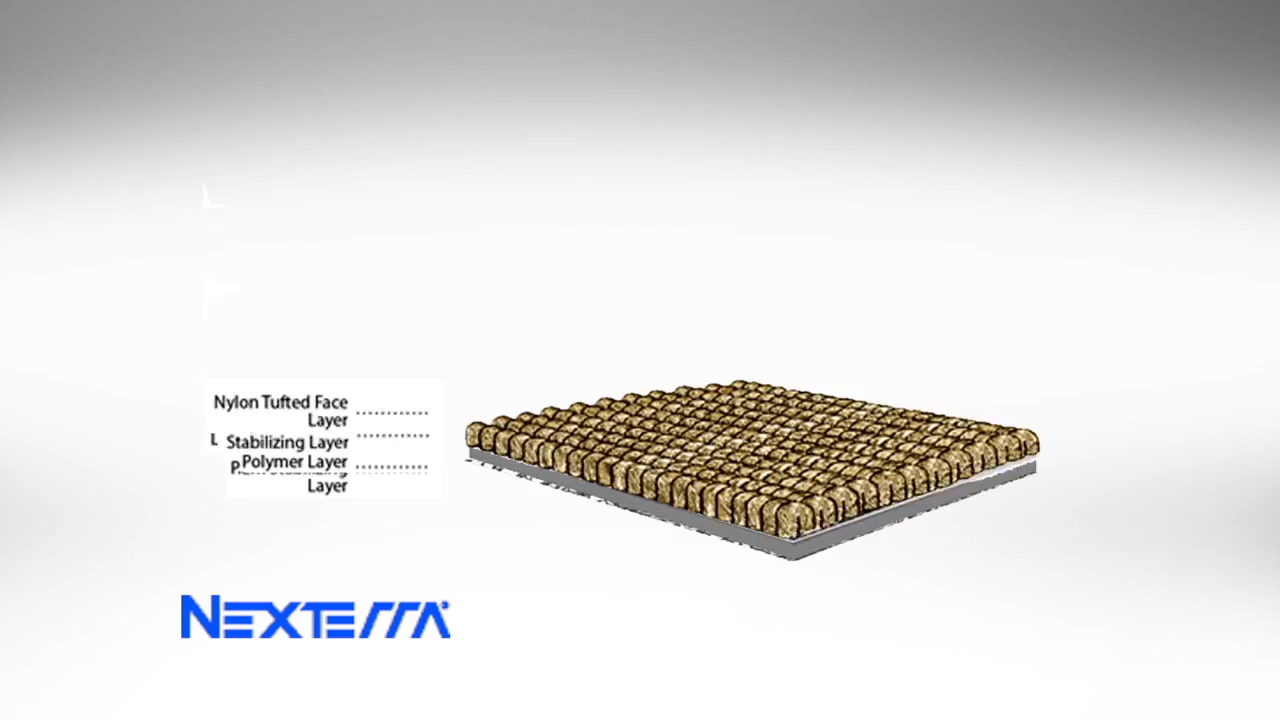 Nylon Tufted Face
Layer
L Stabilizing Layer
P Polymer Layer
Layer
NEXTERRA